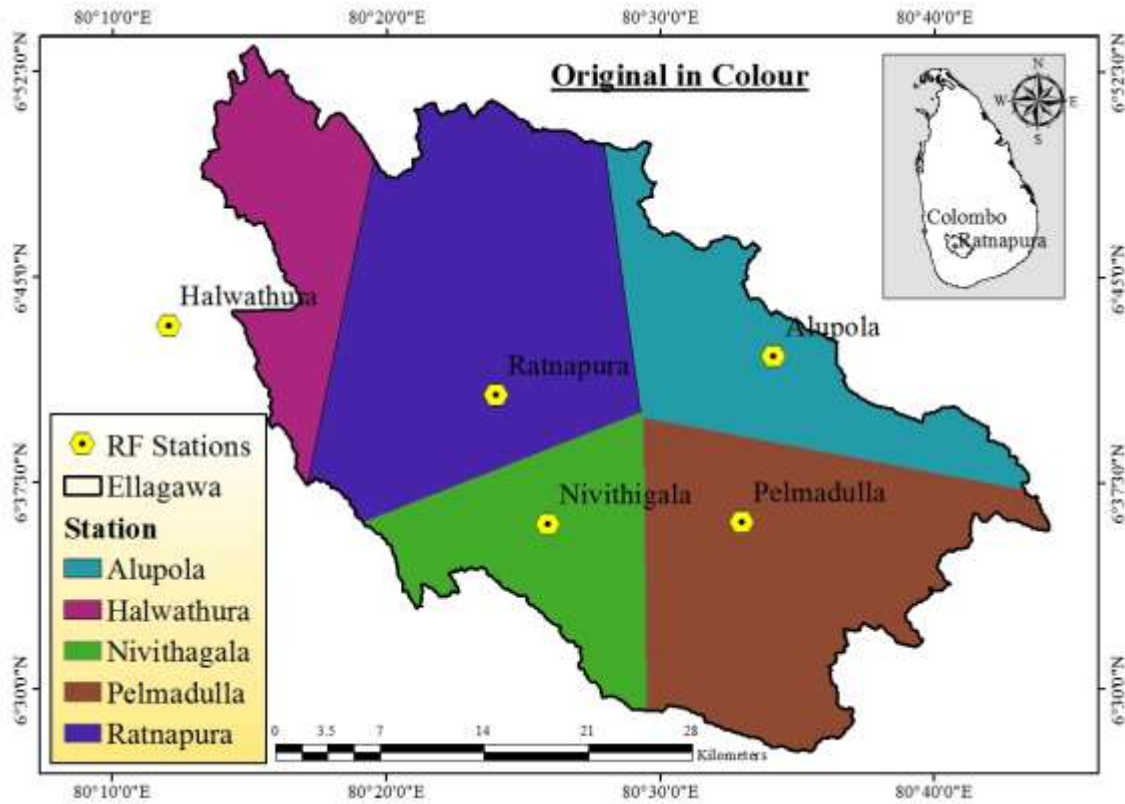 80°10'0"E 80°20'0"E 80°30'0"E 80°40'0"E
6°52'30"N
6°52'30"N
Original in Colour
N
W E
S
Colombo
Ratnapura
6°45'0"N
6°45'0"N
Halwathura
Alupola
Ratnapura
RF Stations
Ellagawa
Station
Alupola
Halwathura
Nivithagala
Pelmadulla
Ratnapura
6°37'30"N
6°37'30"N
Nivithigala
Pelmadulla
6°30'0"N
6°30'0"N
0 3.5 7 14 21 28
Kilometers
80°10'0"E 80°20'0"E 80°30'0"E 80°40'0"E